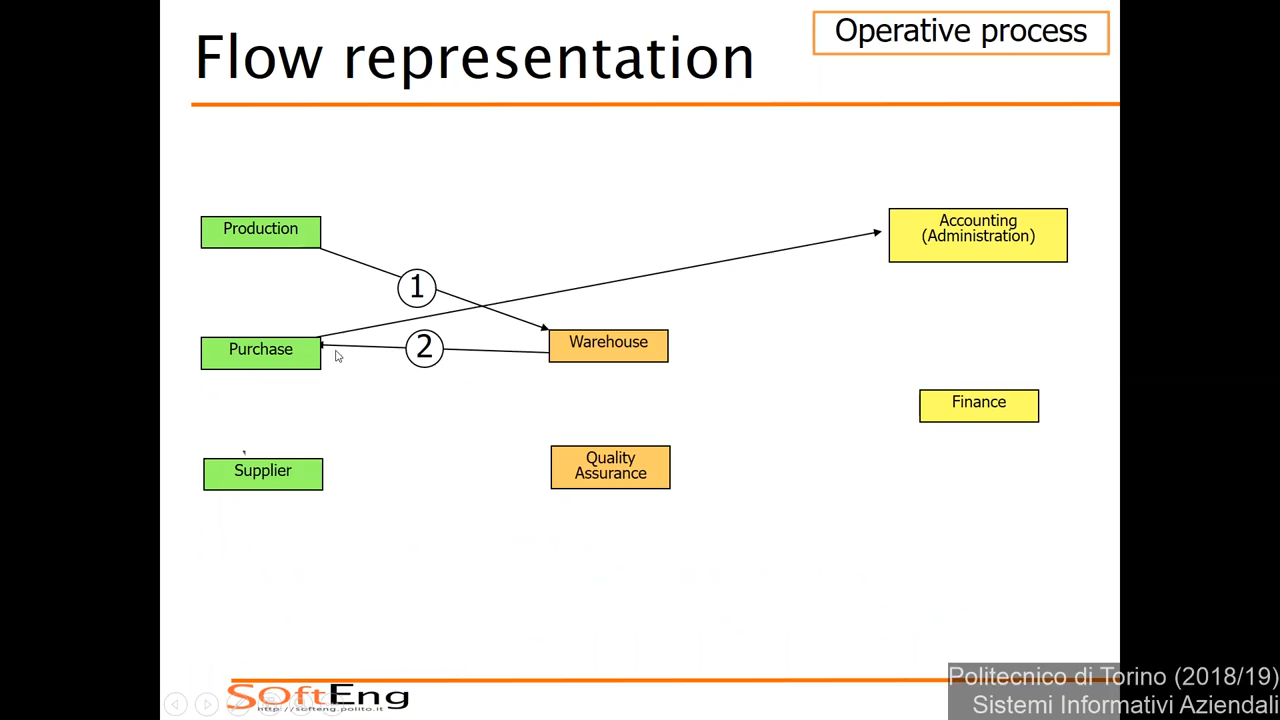 Flow representation
Operative process
Production
Accounting
(Administration)
1
Purchase
2
Warehouse
Finance
Supplier
Quality
Assurance
SoftEng
http://softeng.polito.it
Politecnico di Torino (2018/19)
Sistemi Informativi Aziendali